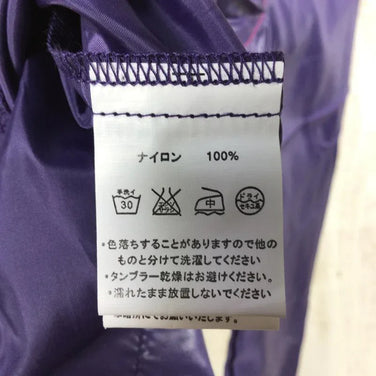 ナイロン 100%
手洗イ 30
中
ドライ セキユ系
・色落ちすることがありますので他の
ものと分けて洗濯してください
・タンブラー乾燥はお避けください。
・濡れたまま放置しないでください